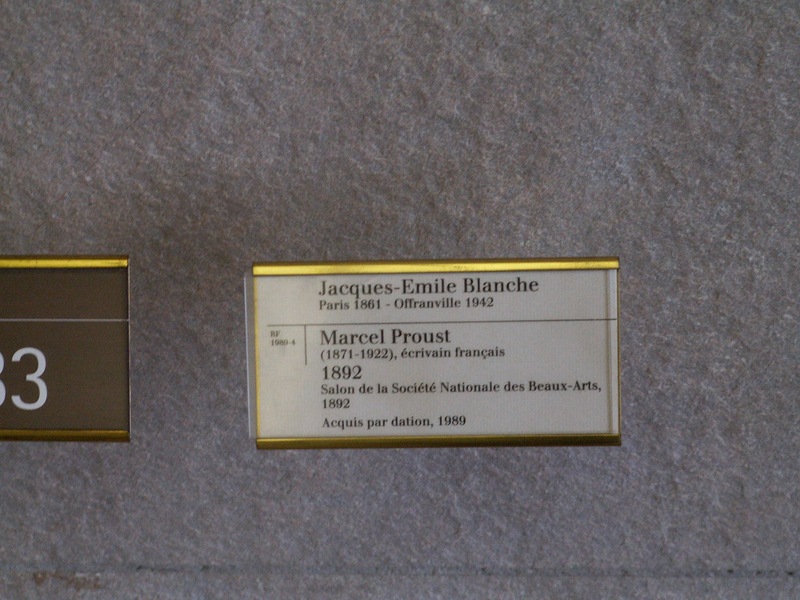 33
Jacques-Emile Blanche
Paris 1861 - Offranville 1942
RF
1989-4
Marcel Proust
(1871-1922), écrivain français
1892
Salon de la Société Nationale des Beaux-Arts,
1892
Acquis par dation, 1989